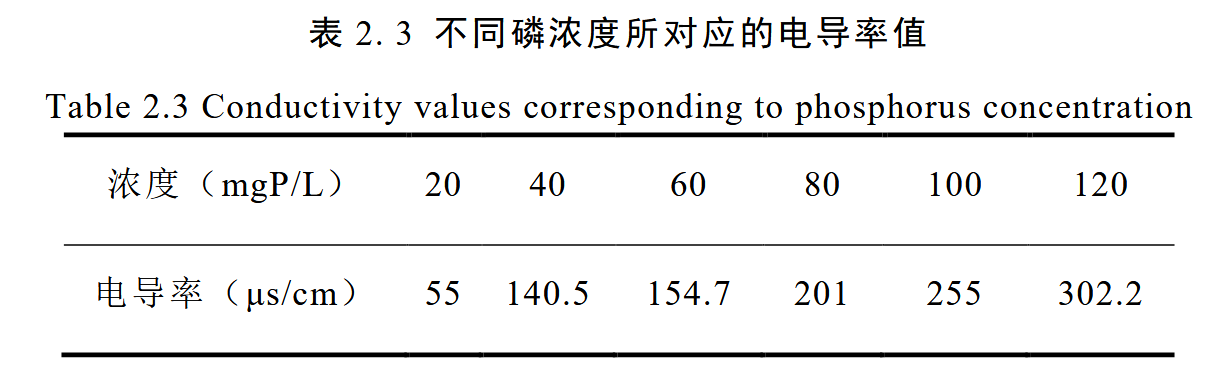 表 2. 3 不同磷浓度所对应的电导率值
Table 2.3 Conductivity values corresponding to phosphorus concentration
浓度（mgP/L） 20 40 60 80 100 120
电导率（μs/cm） 55 140.5 154.7 201 255 302.2